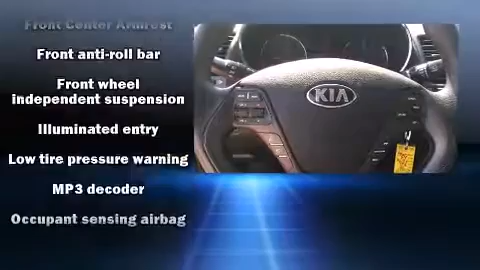 Front Center Armrest
Front anti-roll bar
Front wheel
independent suspension
Illuminated entry
Low tire pressure warning
MP3 decoder
Occupant sensing airbag
KIA